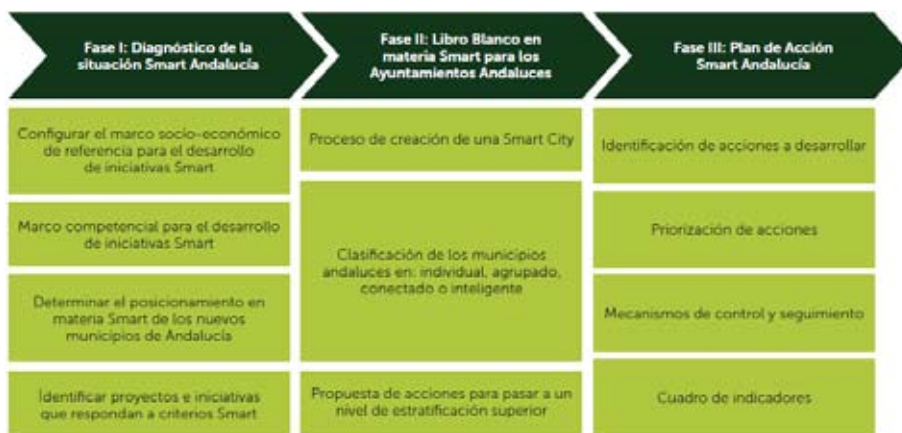 Fase I: Diagnóstico de la
situación Smart Andalucía
Fase II: Libro Blanco en
materia Smart para los
Ayuntamientos Andaluces
Fase III: Plan de Acción
Smart Andalucía
Configurar el marco socio-económico
de referencia para el desarrollo
de iniciativas Smart
Marco competencial para el desarrollo
de iniciativas Smart
Determinar el posicionamiento en
materia Smart de los nuevos
municipios de Andalucía
Identificar proyectos e iniciativas
que respondan a criterios Smart
Proceso de creación de una Smart City
Clasificación de los municipios
andaluces en: individual, agrupado,
conectado o inteligente
Propuesta de acciones para pasar a un
nivel de estratificación superior
Identificación de acciones a desarrollar
Priorización de acciones
Mecanismos de control y seguimiento
Cuadro de indicadores